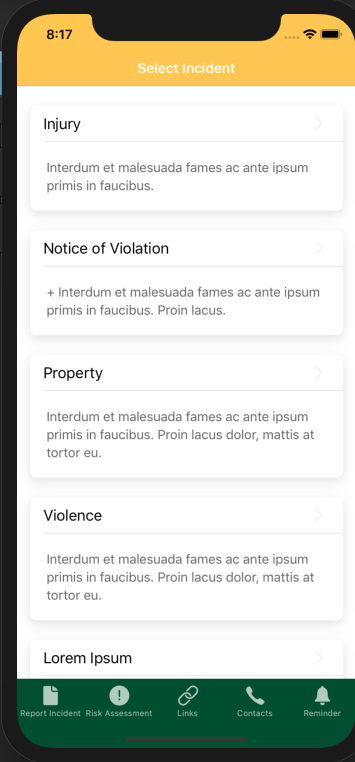 8:17
Select Incident
Injury
Interdum et malesuada fames ac ante ipsum
primis in faucibus.
Notice of Violation
+ Interdum et malesuada fames ac ante ipsum
primis in faucibus. Proin lacus.
Property
Interdum et malesuada fames ac ante ipsum
primis in faucibus. Proin lacus dolor, mattis at
tortor eu.
Violence
Interdum et malesuada fames ac ante ipsum
primis in faucibus. Proin lacus dolor, mattis at
tortor eu.
Lorem Ipsum
Report Incident Risk Assessment Links Contacts Reminder